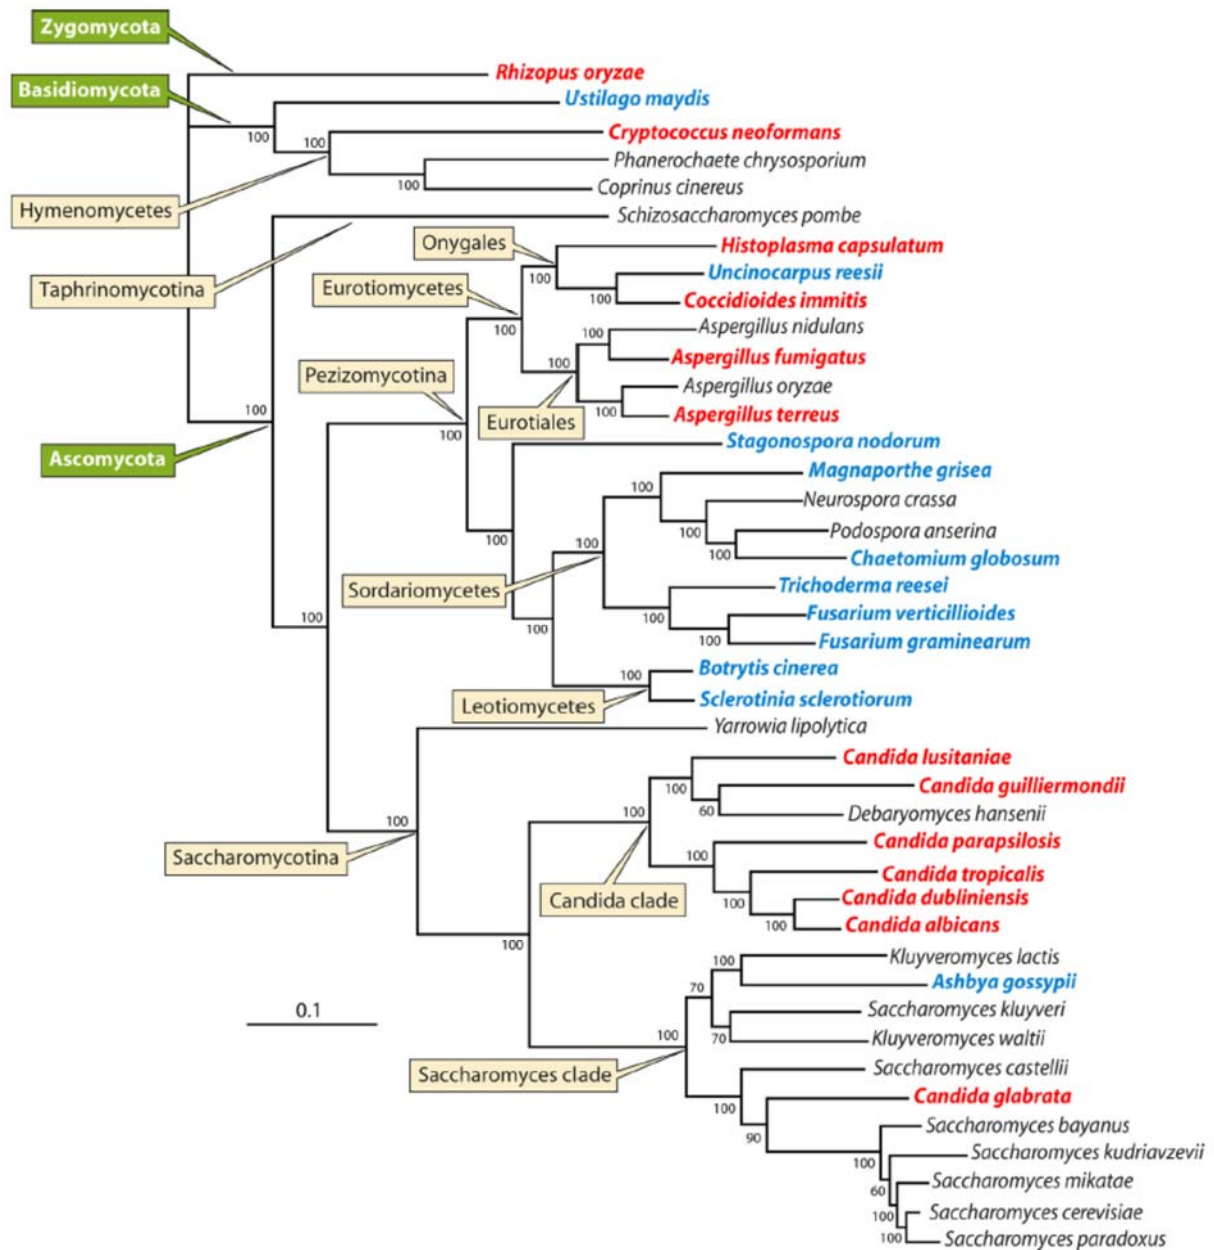 Zygomycota
Rhizopus oryzae
Basidiomycota
Ustilago maydis
100
100
Cryptococcus neoformans
Phanerochaete chrysosporium
100
Coprinus cinereus
Hymenomycetes
Schizosaccharomyces pombe
Taphrinomycotina
Onygales
Histoplasma capsulatum
100
Uncinocarpus reesii
100
Coccidioides immitis
Eurotiomycetes
100
Aspergillus nidulans
100
100
Aspergillus fumigatus
Pezizomycotina
Aspergillus oryzae
100
Aspergillus terreus
Eurotiales
100
100
Ascomycota
Stagonospora nodorum
Magnaporthe grisea
100
Neurospora crassa
100
Podospora anserina
100
100
100
Chaetomium globosum
Sordariomycetes
Trichoderma reesei
100
100
Fusarium verticillioides
100
100
Fusarium graminearum
Botrytis cinerea
100
Leotiomycetes
Sclerotinia sclerotiorum
Yarrowia lipolytica
Candida lusitaniae
100
Candida guilliermondii
60
100
100
Debaryomyces hansenii
Saccharomycotina
Candida parapsilosis
100
Candida tropicalis
Candida clade
100
Candida dubliniensis
100
Candida albicans
100
Kluyveromyces lactis
100
Ashbya gossypii
70
0.1
Saccharomyces kluyveri
100
70
Kluyveromyces waltii
Saccharomyces clade
Saccharomyces castellii
100
Candida glabrata
90
Saccharomyces bayanus
100
Saccharomyces kudriavzevii
60
Saccharomyces mikatae
100
Saccharomyces cerevisiae
100
Saccharomyces paradoxus